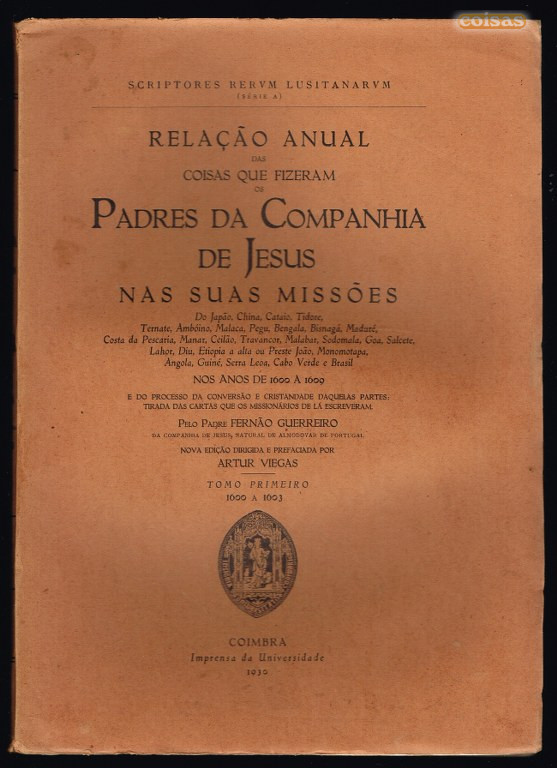 coisas
SCRIPTORES RERVM LUSITANARVM
(SÉRIE A)
RELAÇÃO ANUAL
DAS
COISAS QUE FIZERAM
OS
PADRES DA COMPANHIA
DE JESUS
NAS SUAS MISSÕES
Do Japão, China, Cataio, Tidore,
Ternate, Ambóino, Malaca, Pegu, Bengala, Bisnagá, Maduré,
Costa da Pescaria, Manar, Ceilão, Travancor, Malabar, Sodomala, Goa, Salcete,
Lahor, Diu, Etiopia a alta ou Preste João, Monomotapa,
Angola, Guiné, Serra Leoa, Cabo Verde e Brasil
NOS ANOS DE 1600 A 1609
E DO PROCESSO DA CONVERSÃO E CRISTANDADE DAQUELAS PARTES:
TIRADA DAS CARTAS QUE OS MISSIONÁRIOS DE LÁ ESCREVERAM,
PELO PADRE FERNÃO GUERREIRO
DA COMPANHIA DE JESUS, NATURAL DE ALMODOVAR DE PORTUGAL
NOVA EDIÇÃO DIRIGIDA E PREFACIADA POR
ARTUR VIEGAS
TOMO PRIMEIRO
1600 A 1603
COIMBRA
Imprensa da Universidade
1930